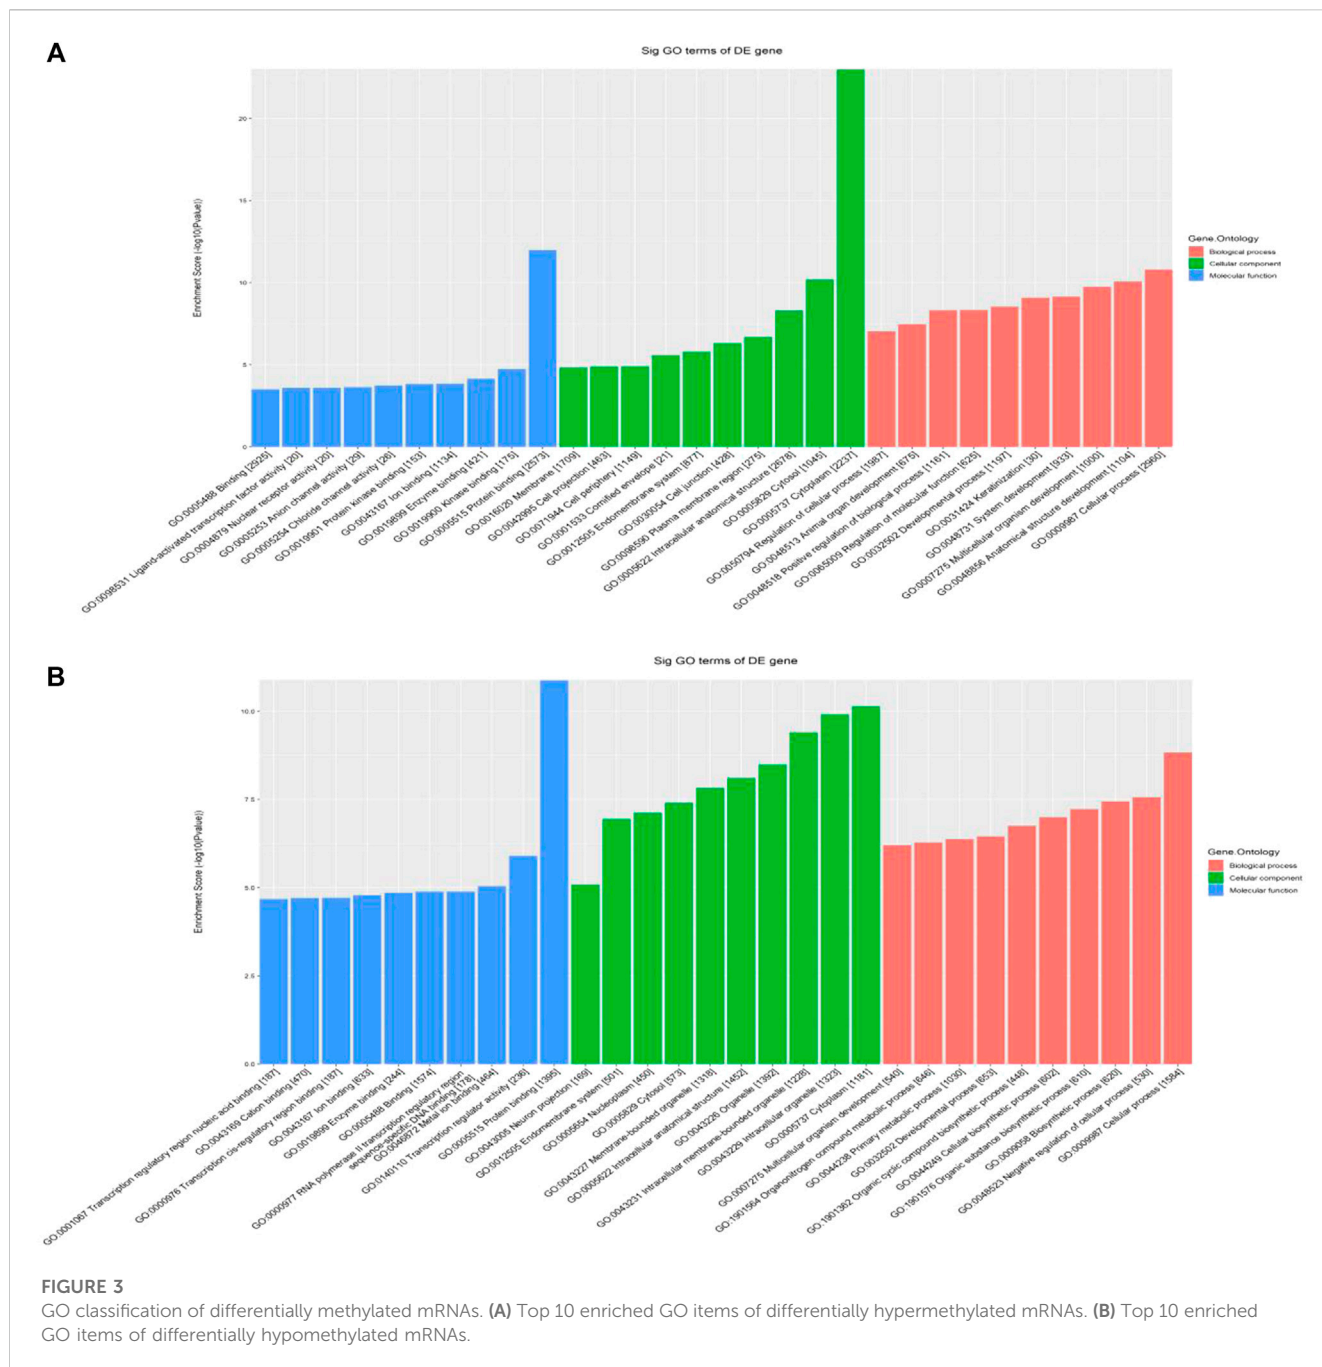 A
Sig GO terms of DE gene
Enrichment Score (-log10(Pvalue))
20
15
10
5
0
Gene.Ontology
Biological process
Cellular component
Molecular function
GO:0005488 Binding [2925]
GO:0098531 Ligand-activated transcription factor activity [20]
GO:0004879 Nuclear receptor activity [20]
GO:0005253 Anion channel activity [29]
GO:0005254 Chloride channel activity [26]
GO:0019901 Protein kinase binding [153]
GO:0043167 Ion binding [1134]
GO:0019899 Enzyme binding [421]
GO:0019900 Kinase binding [175]
GO:0005515 Protein binding [2573]
GO:0016020 Membrane [1709]
GO:0042995 Cell projection [463]
GO:0071944 Cell periphery [1149]
GO:0001533 Cornified envelope [21]
GO:0012505 Endomembrane system [877]
GO:0030054 Cell junction [428]
GO:0098590 Plasma membrane region [275]
GO:0005622 Intracellular anatomical structure [2678]
GO:0005829 Cytosol [1045]
GO:0005737 Cytoplasm [2237]
GO:0050794 Regulation of cellular process [1987]
GO:0048513 Animal organ development [675]
GO:0048518 Positive regulation of biological process [1161]
GO:0065009 Regulation of molecular function [625]
GO:0032502 Developmental process [1197]
GO:0031424 Keratinization [30]
GO:0048731 System development [933]
GO:0007275 Multicellular organism development [1000]
GO:0048856 Anatomical structure development [1104]
GO:0009987 Cellular process [2960]
B
Sig GO terms of DE gene
Enrichment Score (-log10(Pvalue))
10.0
7.5
5.0
2.5
0.0
Gene.Ontology
Biological process
Cellular component
Molecular function
GO:0001067 Transcription regulatory region nucleic acid binding [187]
GO:0043169 Cation binding [470]
GO:0000976 Transcription cis-regulatory region binding [187]
GO:0043167 Ion binding [633]
GO:0019899 Enzyme binding [244]
GO:0005488 Binding [1574]
GO:0000977 RNA polymerase II transcription regulatory region
sequence-specific DNA binding [178]
GO:0046872 Metal ion binding [464]
GO:0140110 Transcription regulator activity [236]
GO:0005515 Protein binding [1395]
GO:0043005 Neuron projection [169]
GO:0012505 Endomembrane system [501]
GO:0005654 Nucleoplasm [450]
GO:0005829 Cytosol [573]
GO:0043227 Membrane-bounded organelle [1318]
GO:0005622 Intracellular anatomical structure [1452]
GO:0043226 Organelle [1392]
GO:0043231 Intracellular membrane-bounded organelle [1228]
GO:0043229 Intracellular organelle [1323]
GO:0005737 Cytoplasm [1181]
GO:0007275 Multicellular organism development [540]
GO:1901564 Organonitrogen compound metabolic process [646]
GO:0044238 Primary metabolic process [1030]
GO:0032502 Developmental process [653]
GO:1901362 Organic cyclic compound biosynthetic process [448]
GO:0044249 Cellular biosynthetic process [602]
GO:1901576 Organic substance biosynthetic process [610]
GO:0009058 Biosynthetic process [620]
GO:0048523 Negative regulation of cellular process [530]
GO:0009987 Cellular process [1584]
FIGURE 3
GO classification of differentially methylated mRNAs. (A) Top 10 enriched GO items of differentially hypermethylated mRNAs. (B) Top 10 enriched
GO items of differentially hypomethylated mRNAs.